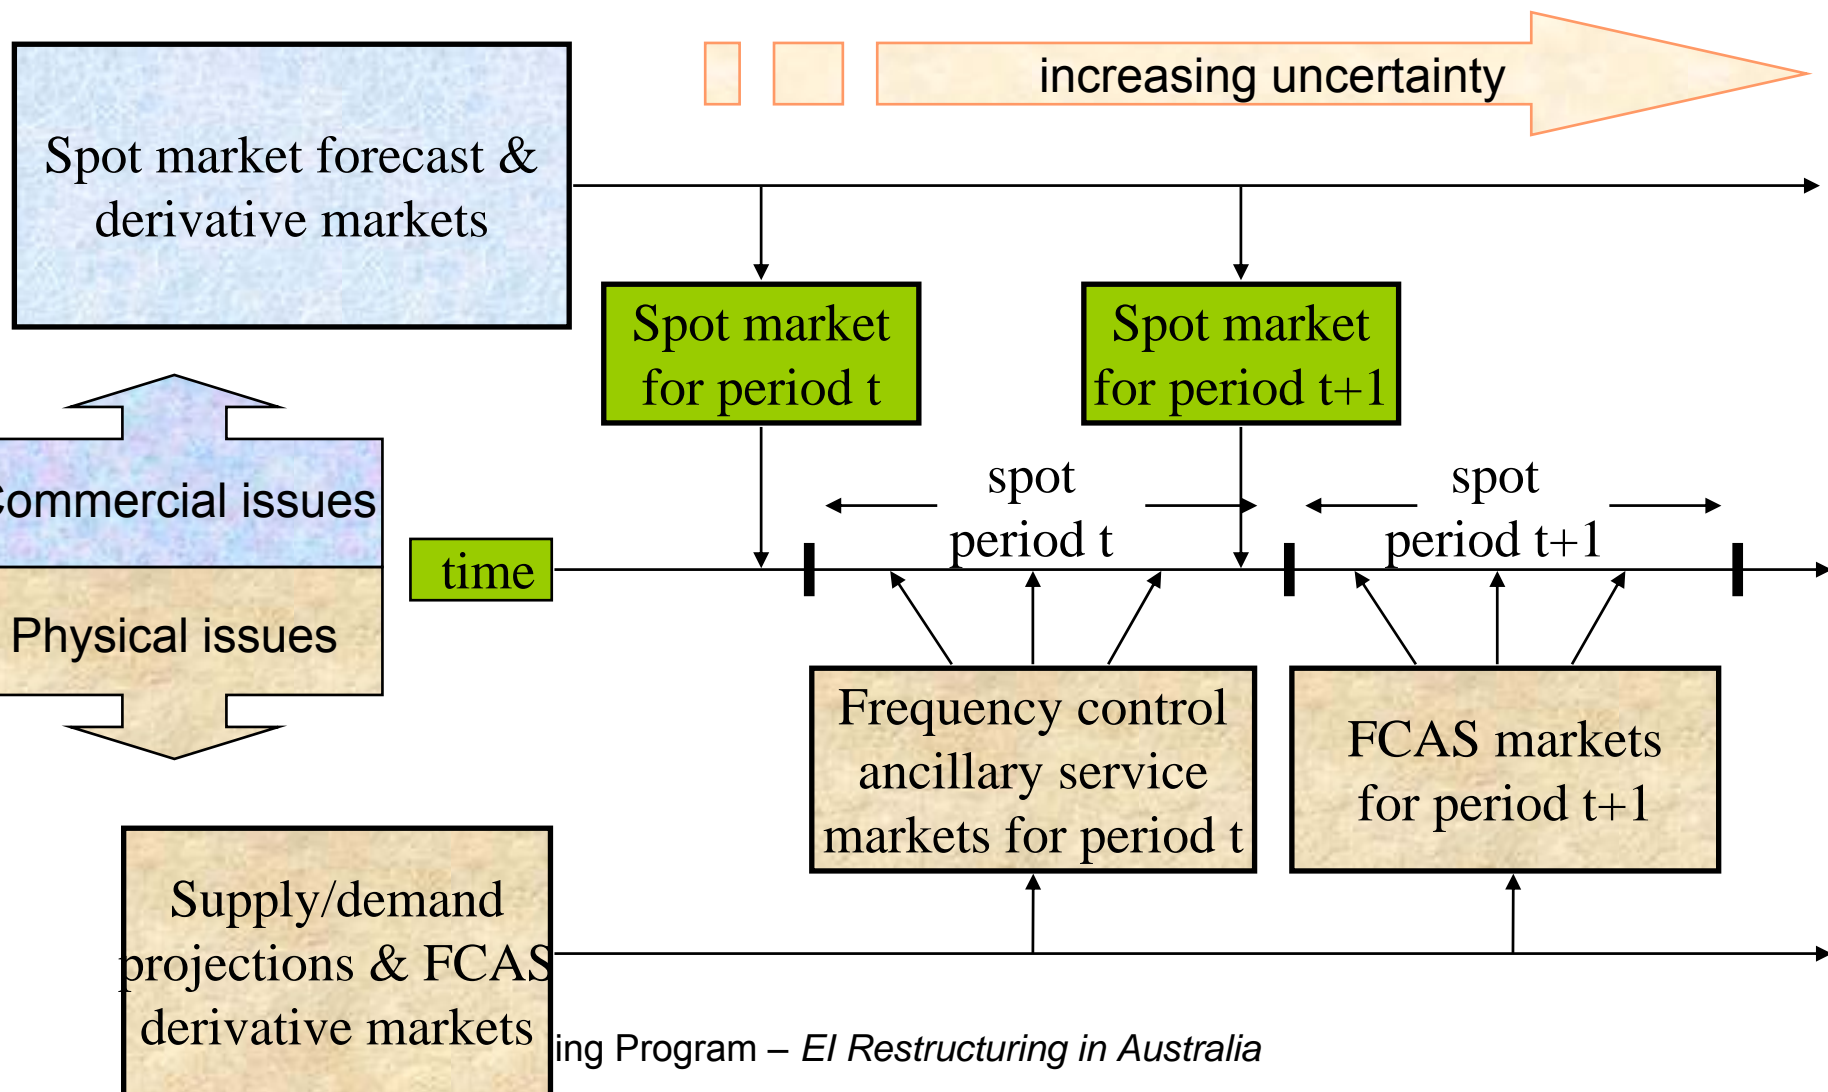 increasing uncertainty
Spot market forecast &
derivative markets
Spot market
for period t
Spot market
for period t+1
Commercial issues
Physical issues
time
spot
period t
spot
period t+1
Frequency control
ancillary service
markets for period t
FCAS markets
for period t+1
Supply/demand
projections & FCAS
derivative markets
ing Program – EI Restructuring in Australia